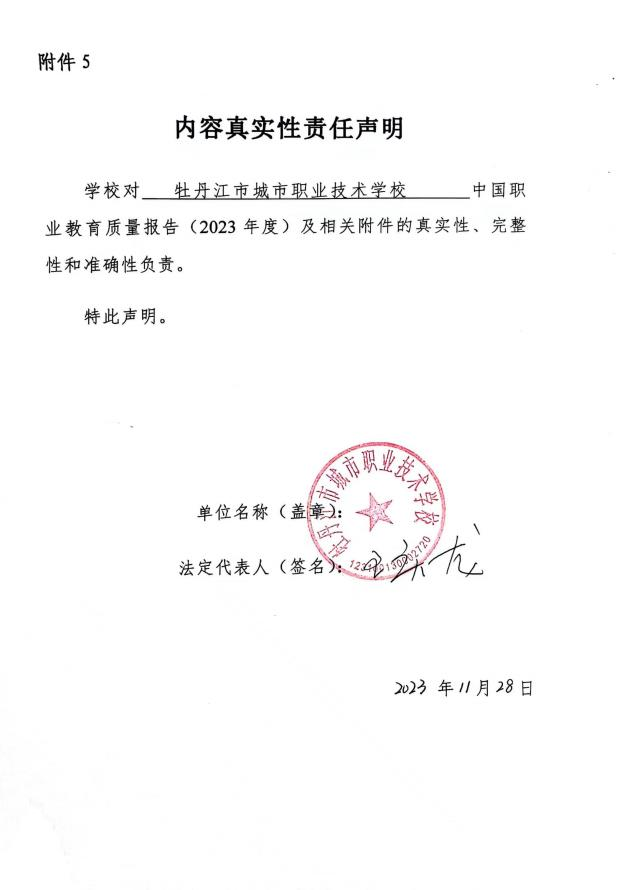 附件 5
内容真实性责任声明
学校对 牡丹江市城市职业技术学校 中国职
业教育质量报告（2023 年度）及相关附件的真实性、完整
性和准确性负责。
特此声明。
牡丹江市城市职业技术学校
单位名称（盖章）：
法定代表人（签名）：
2023 年 11 月 28 日